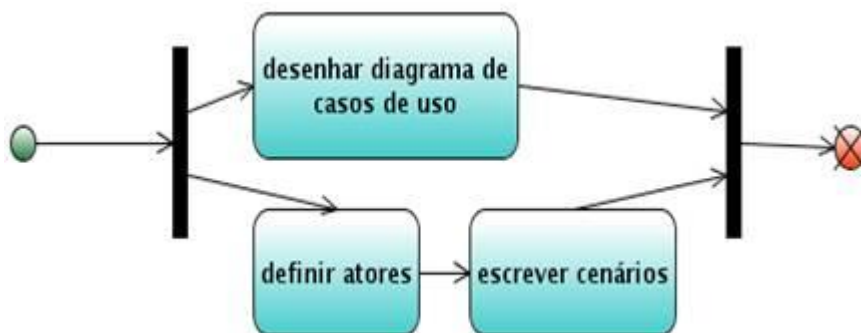 desenhar diagrama de
casos de uso
definir atores
escrever cenários